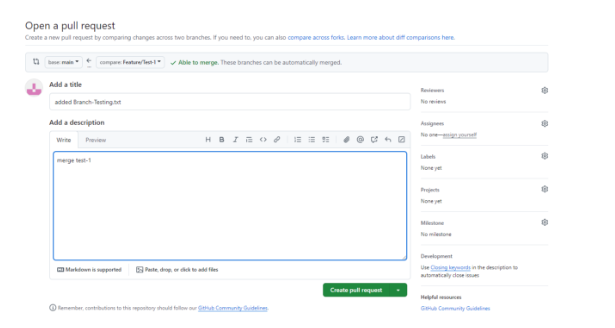 Open a pull request
Create a new pull request by comparing changes across two branches. If you need to, you can also compare across forks. Learn more about diff comparisons here.
base: main
compare: Feature/Test-1
Able to merge. These branches can be automatically merged.
Add a title
added Branch-Testing.txt
Add a description
Write Preview
merge test-1
Markdown is supported
Paste, drop, or click to add files
Create pull request
Remember, contributions to this repository should follow our GitHub Community Guidelines.
Reviewers
No reviews
Assignees
No one—assign yourself
Labels
None yet
Projects
None yet
Milestone
No milestone
Development
Use Closing keywords in the description to
automatically close issues
Helpful resources
GitHub Community Guidelines